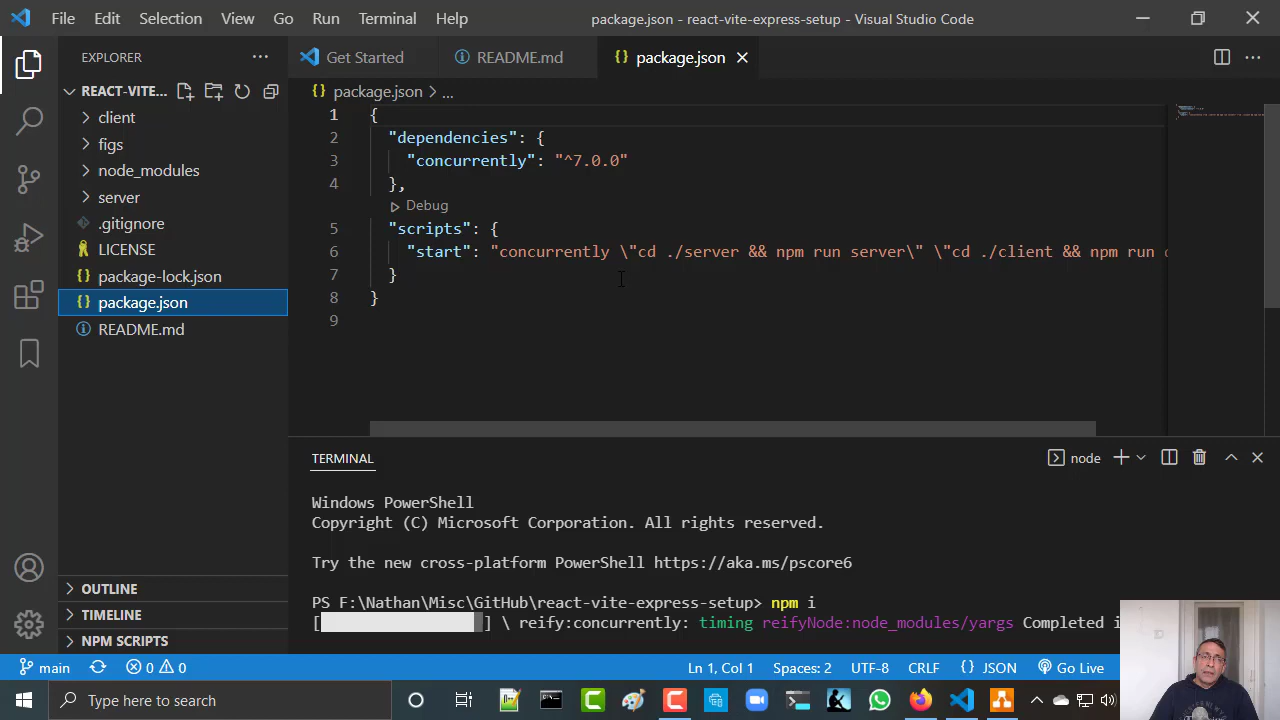 File Edit Selection View Go Run Terminal Help
package.json - react-vite-express-setup - Visual Studio Code
EXPLORER
Get Started
README.md
package.json
REACT-VITE...
package.json > ...
client
figs
node_modules
server
.gitignore
LICENSE
package-lock.json
package.json
README.md
1 {
2 "dependencies": {
3 "concurrently": "^7.0.0"
4 },
Debug
5 "scripts": {
6 "start": "concurrently \"cd ./server && npm run server\" \"cd ./client && npm run
7 }
8 }
9
TERMINAL
node
Windows PowerShell
Copyright (C) Microsoft Corporation. All rights reserved.
Try the new cross-platform PowerShell https://aka.ms/pscore6
PS F:\Nathan\Misc\GitHub\react-vite-express-setup> npm i
[ ] \ reify:concurrently: timing reifyNode:node_modules/yargs Completed i
OUTLINE
TIMELINE
NPM SCRIPTS
main
0
0
Ln 1, Col 1
Spaces: 2
UTF-8
CRLF
{} JSON
Go Live
Type here to search